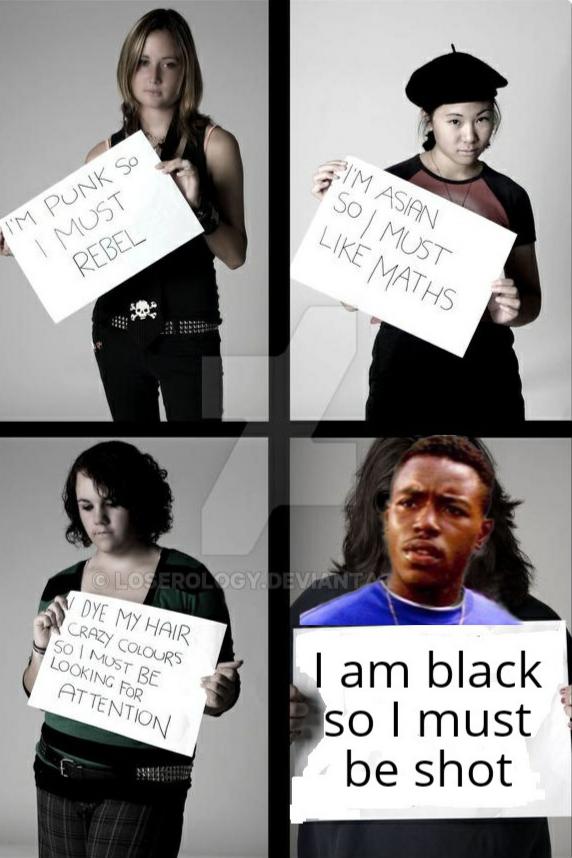 I'M PUNK SO
I MUST
REBEL
I'M ASIAN
SO I MUST
LIKE MATHS
© LOSEROLOGY.DEVIANTA
I DYE MY HAIR
CRAZY COLOURS
SO I MUST BE
LOOKING FOR
ATTENTION
I am black
so I must
be shot